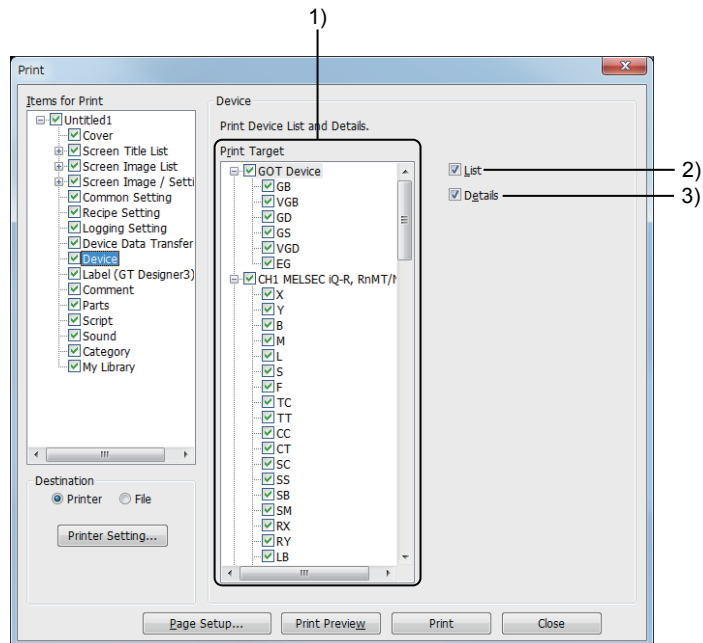 1)
Print
Items for Print
Untitled1
Cover
Screen Title List
Screen Image List
Screen Image / Setti
Common Setting
Recipe Setting
Logging Setting
Device Data Transfer
Device
Label (GT Designer3)
Comment
Parts
Script
Sound
Category
My Library
Destination
Printer
File
Printer Setting...
Device
Print Device List and Details.
Print Target
GOT Device
GB
VGB
GD
GS
VGD
EG
CH1 MELSEC iQ-R, RnMT/
X
Y
B
M
L
S
F
TC
TT
CC
CT
SC
SS
SB
SM
RX
RY
LB
List
2)
Details
3)
Page Setup...
Print Preview
Print
Close